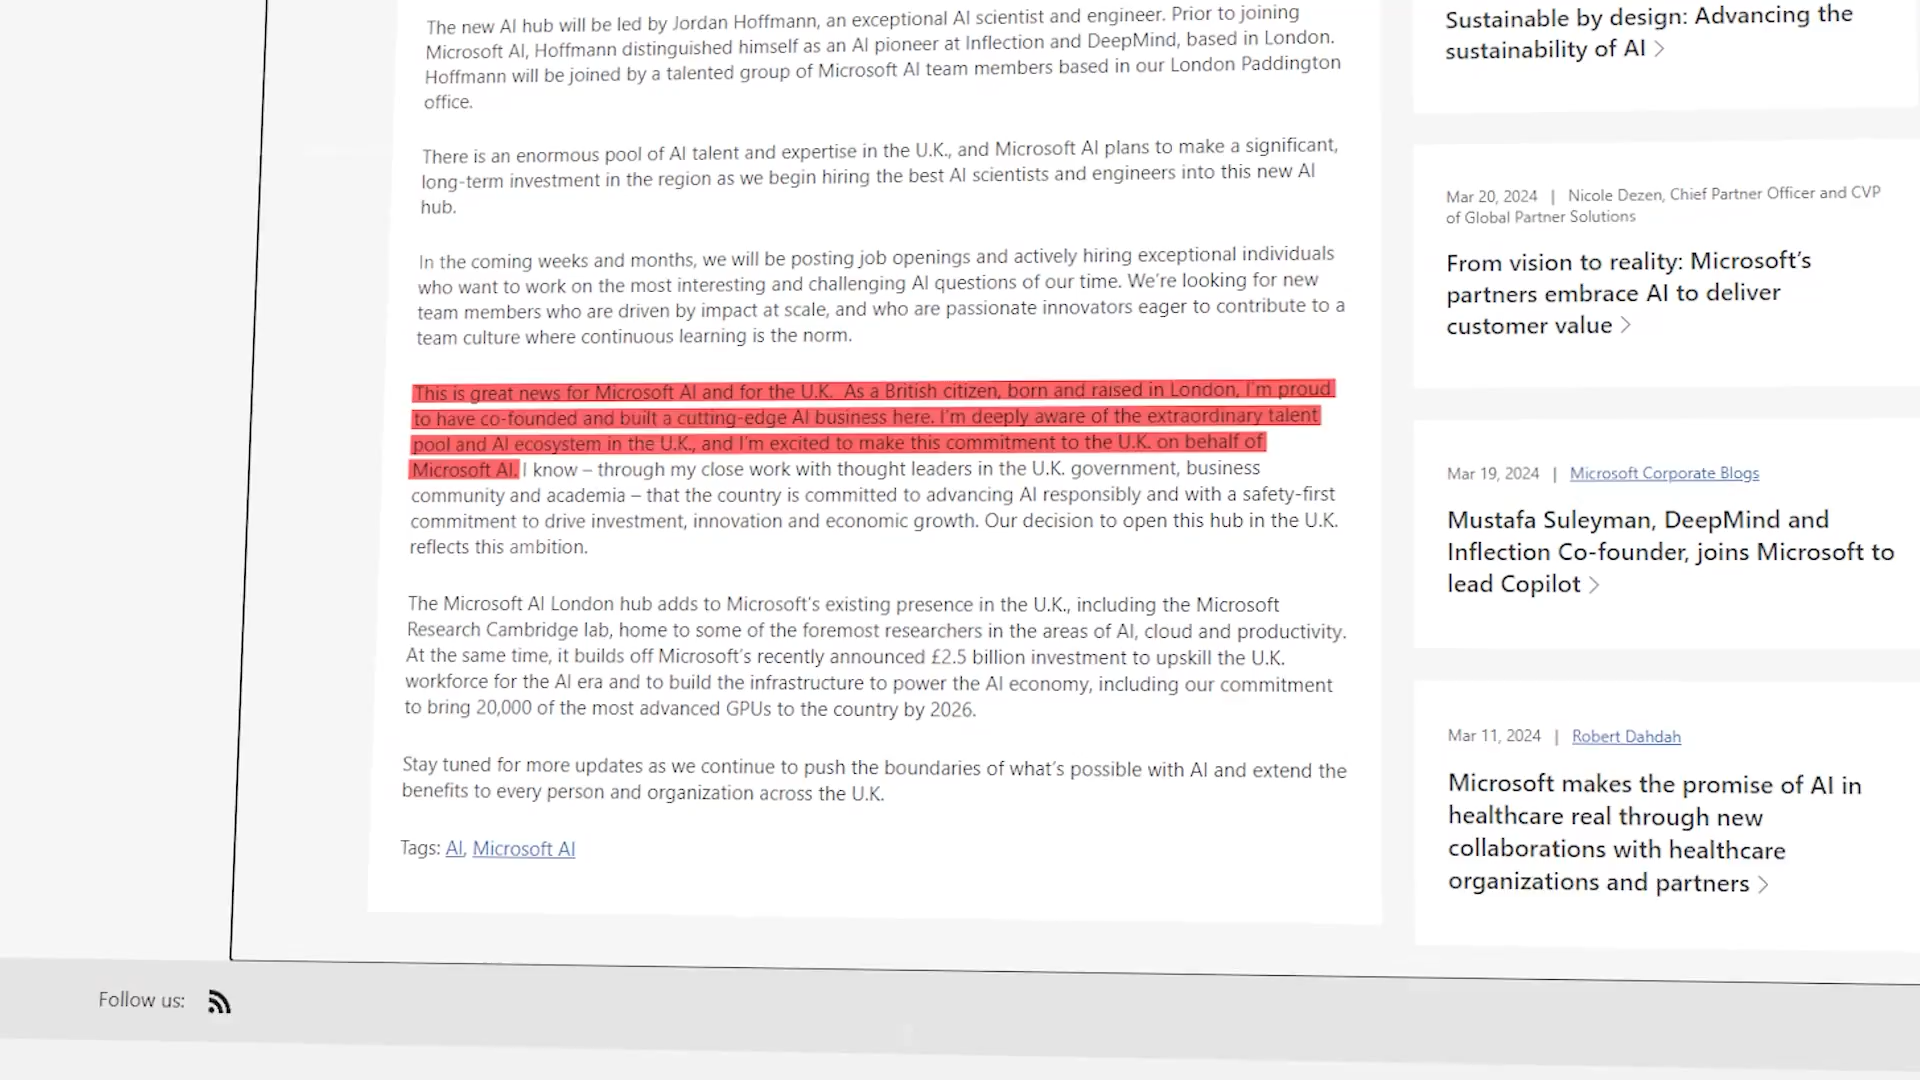 The new AI hub will be led by Jordan Hoffmann, an exceptional AI scientist and engineer. Prior to joining
Microsoft AI, Hoffmann distinguished himself as an AI pioneer at Inflection and DeepMind, based in London.
Hoffmann will be joined by a talented group of Microsoft AI team members based in our London Paddington
office.
There is an enormous pool of AI talent and expertise in the U.K., and Microsoft AI plans to make a significant,
long-term investment in the region as we begin hiring the best AI scientists and engineers into this new AI
hub.
In the coming weeks and months, we will be posting job openings and actively hiring exceptional individuals
who want to work on the most interesting and challenging AI questions of our time. We're looking for new
team members who are driven by impact at scale, and who are passionate innovators eager to contribute to a
team culture where continuous learning is the norm.
This is great news for Microsoft AI and for the U.K. As a British citizen, born and raised in London, I'm proud
to have co-founded and built a cutting-edge AI business here. I'm deeply aware of the extraordinary talent
pool and AI ecosystem in the U.K., and I'm excited to make this commitment to the U.K. on behalf of
Microsoft AI. I know – through my close work with thought leaders in the U.K. government, business
community and academia – that the country is committed to advancing AI responsibly and with a safety-first
commitment to drive investment, innovation and economic growth. Our decision to open this hub in the U.K.
reflects this ambition.
The Microsoft AI London hub adds to Microsoft's existing presence in the U.K., including the Microsoft
Research Cambridge lab, home to some of the foremost researchers in the areas of AI, cloud and productivity.
At the same time, it builds off Microsoft's recently announced £2.5 billion investment to upskill the U.K.
workforce for the AI era and to build the infrastructure to power the AI economy, including our commitment
to bring 20,000 of the most advanced GPUs to the country by 2026.
Stay tuned for more updates as we continue to push the boundaries of what's possible with AI and extend the
benefits to every person and organization across the U.K.
Tags: AI, Microsoft AI
Sustainable by design: Advancing the
sustainability of AI >
Mar 20, 2024 | Nicole Dezen, Chief Partner Officer and CVP
of Global Partner Solutions
From vision to reality: Microsoft's
partners embrace AI to deliver
customer value >
Mar 19, 2024 | Microsoft Corporate Blogs
Mustafa Suleyman, DeepMind and
Inflection Co-founder, joins Microsoft to
lead Copilot >
Mar 11, 2024 | Robert Dahdah
Microsoft makes the promise of AI in
healthcare real through new
collaborations with healthcare
organizations and partners >
Follow us: